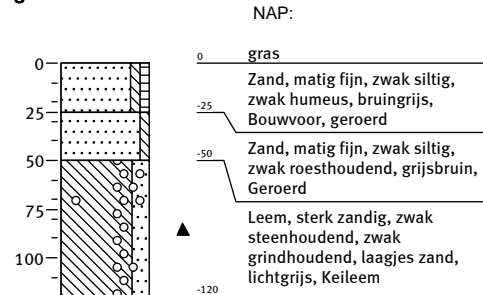 NAP:
0
gras
0
Zand, matig fijn, zwak siltig,
zwak humeus, bruingrijs,
Bouwvoor, geroerd
25
-25
Zand, matig fijn, zwak siltig,
zwak roesthoudend, grijsbruin,
Geroerd
50
-50
Leem, sterk zandig, zwak
steenhoudend, zwak
grindhoudend, laagjes zand,
lichtgrijs, Keileem
75
100
-120